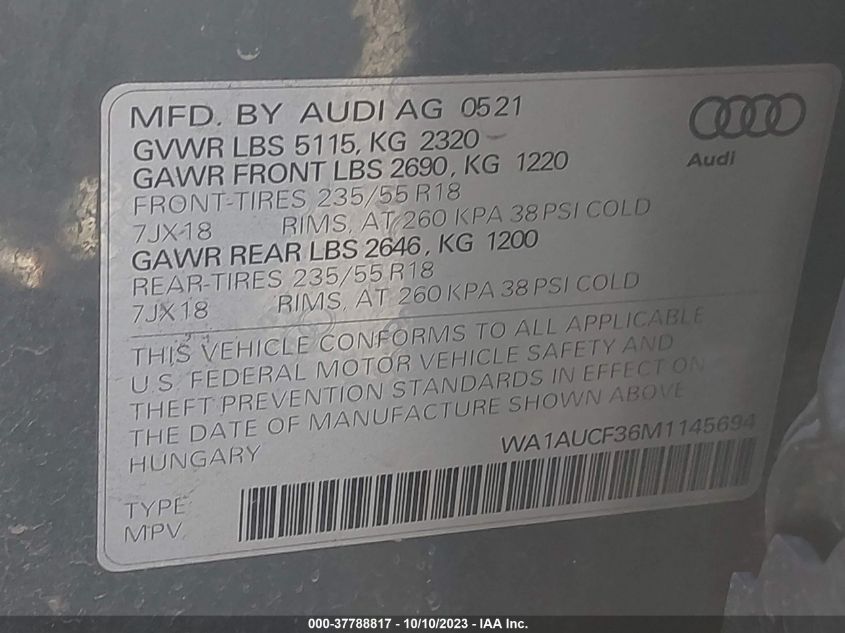 MFD. BY AUDI AG 0521
GVWR LBS 5115, KG 2320
GAWR FRONT LBS 2690, KG 1220
FRONT-TIRES 235/55 R18
7JX18 RIMS, AT 260 KPA 38 PSI COLD
GAWR REAR LBS 2646, KG 1200
REAR-TIRES 235/55 R18
7JX18 RIMS, AT 260 KPA 38 PSI COLD
Audi
THIS VEHICLE CONFORMS TO ALL APPLICABLE
U.S. FEDERAL MOTOR VEHICLE SAFETY AND
THEFT PREVENTION STANDARDS IN EFFECT ON
THE DATE OF MANUFACTURE SHOWN ABOVE
HUNGARY WA1AUCF36M1145694
TYPE:
MPV
000-37788817 - 10/10/2023 - IAA Inc.